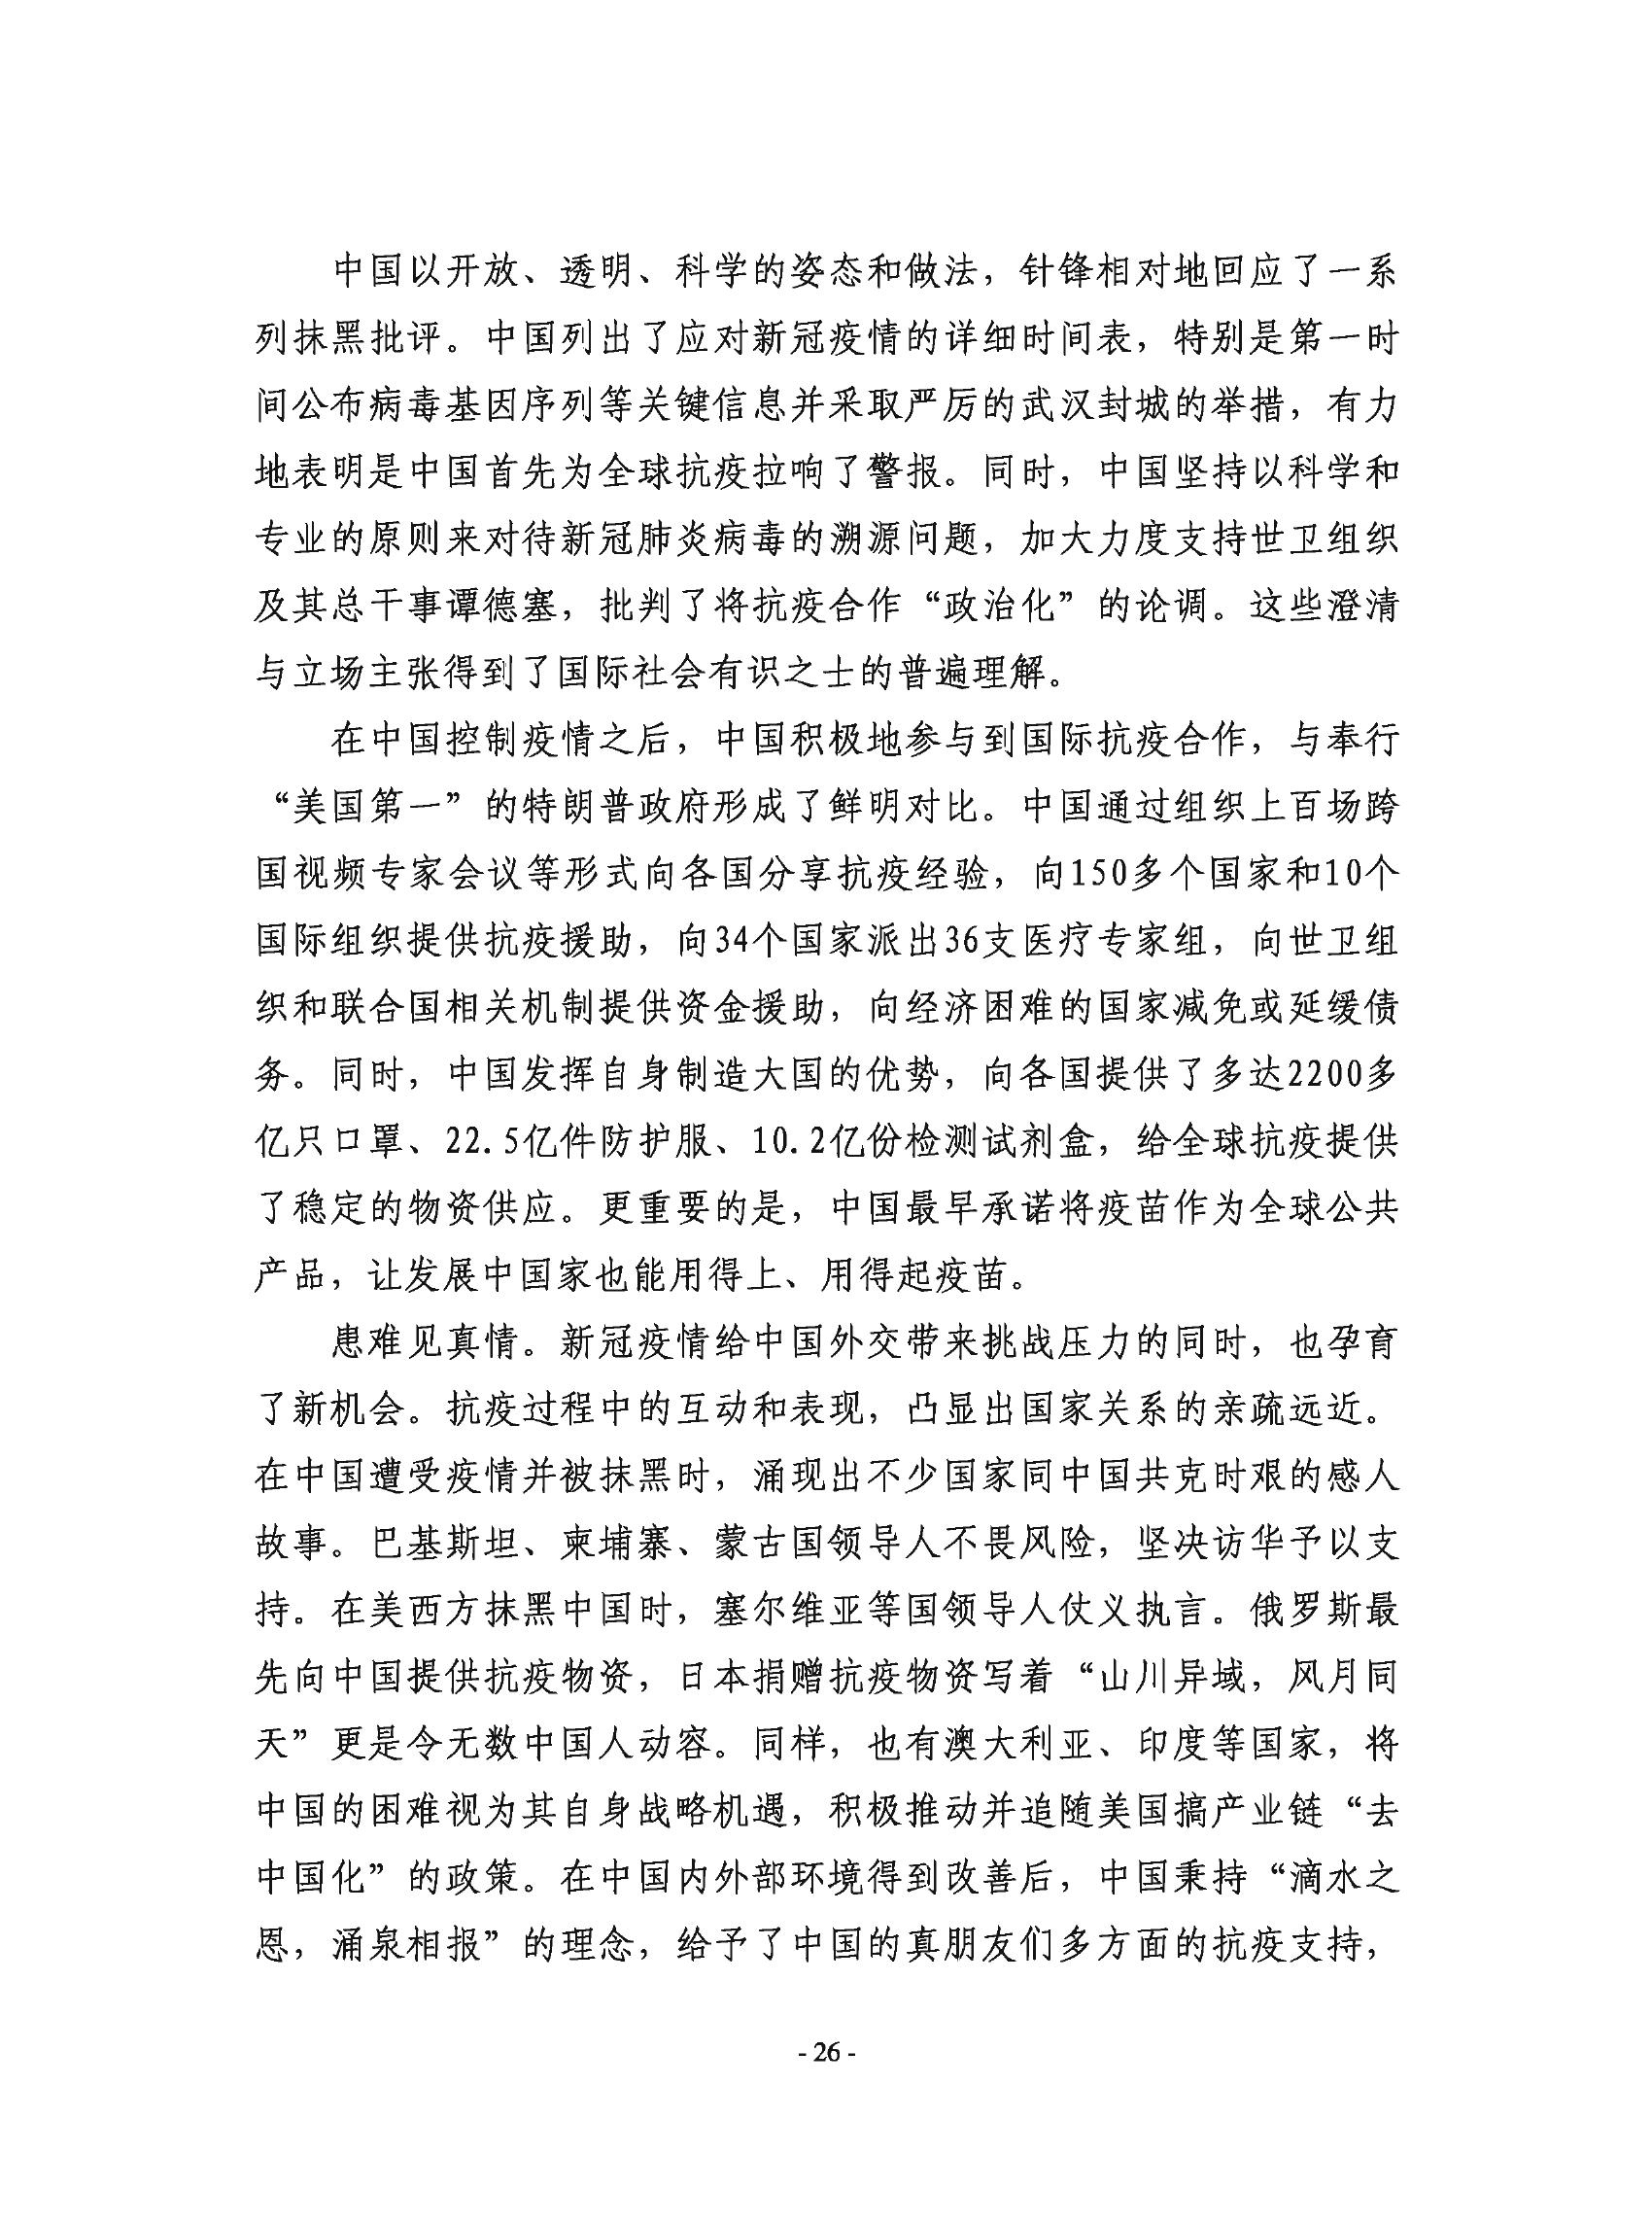 中国以开放、透明、科学的姿态和做法，针锋相对地回应了一系
列抹黑批评。中国列出了应对新冠疫情的详细时间表，特别是第一时
间公布病毒基因序列等关键信息并采取严厉的武汉封城的举措，有力
地表明是中国首先为全球抗疫拉响了警报。同时，中国坚持以科学和
专业的原则来对待新冠肺炎病毒的溯源问题，加大力度支持世卫组织
及其总干事谭德塞，批判了将抗疫合作“政治化”的论调。这些澄清
与立场主张得到了国际社会有识之士的普遍理解。
在中国控制疫情之后，中国积极地参与到国际抗疫合作，与奉行
“美国第一”的特朗普政府形成了鲜明对比。中国通过组织上百场跨
国视频专家会议等形式向各国分享抗疫经验，向150多个国家和10个
国际组织提供抗疫援助，向34个国家派出36支医疗专家组，向世卫组
织和联合国相关机制提供资金援助，向经济困难的国家减免或延缓债
务。同时，中国发挥自身制造大国的优势，向各国提供了多达2200多
亿只口罩、22.5亿件防护服、10.2亿份检测试剂盒，给全球抗疫提供
了稳定的物资供应。更重要的是，中国最早承诺将疫苗作为全球公共
产品，让发展中国家也能用得上、用得起疫苗。
患难见真情。新冠疫情给中国外交带来挑战压力的同时，也孕育
了新机会。抗疫过程中的互动和表现，凸显出国家关系的亲疏远近。
在中国遭受疫情并被抹黑时，涌现出不少国家同中国共克时艰的感人
故事。巴基斯坦、柬埔寨、蒙古国领导人不畏风险，坚决访华予以支
持。在美西方抹黑中国时，塞尔维亚等国领导人仗义执言。俄罗斯最
先向中国提供抗疫物资，日本捐赠抗疫物资写着“山川异域，风月同
天”更是令无数中国人动容。同样，也有澳大利亚、印度等国家，将
中国的困难视为其自身战略机遇，积极推动并追随美国搞产业链“去
中国化”的政策。在中国内外部环境得到改善后，中国秉持“滴水之
恩，涌泉相报”的理念，给予了中国的真朋友们多方面的抗疫支持，
- 26 -